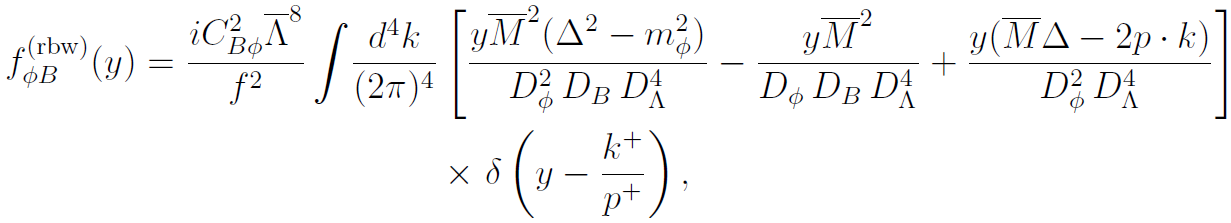 $f_{\phi B}^{(\mathrm{rbw})}(y) = \frac{i C_{B\phi}^2 \overline{\Lambda}^8}{f^2} \int \frac{d^4k}{(2\pi)^4} \left[ \frac{y\overline{M}^2(\Delta^2 - m_\phi^2)}{D_\phi^2 \, D_B \, D_\Lambda^4} - \frac{y\overline{M}^2}{D_\phi \, D_B \, D_\Lambda^4} + \frac{y(\overline{M}\Delta - 2p \cdot k)}{D_\phi^2 \, D_\Lambda^4} \right]$
$\times \ \delta \left( y - \frac{k^+}{p^+} \right),$